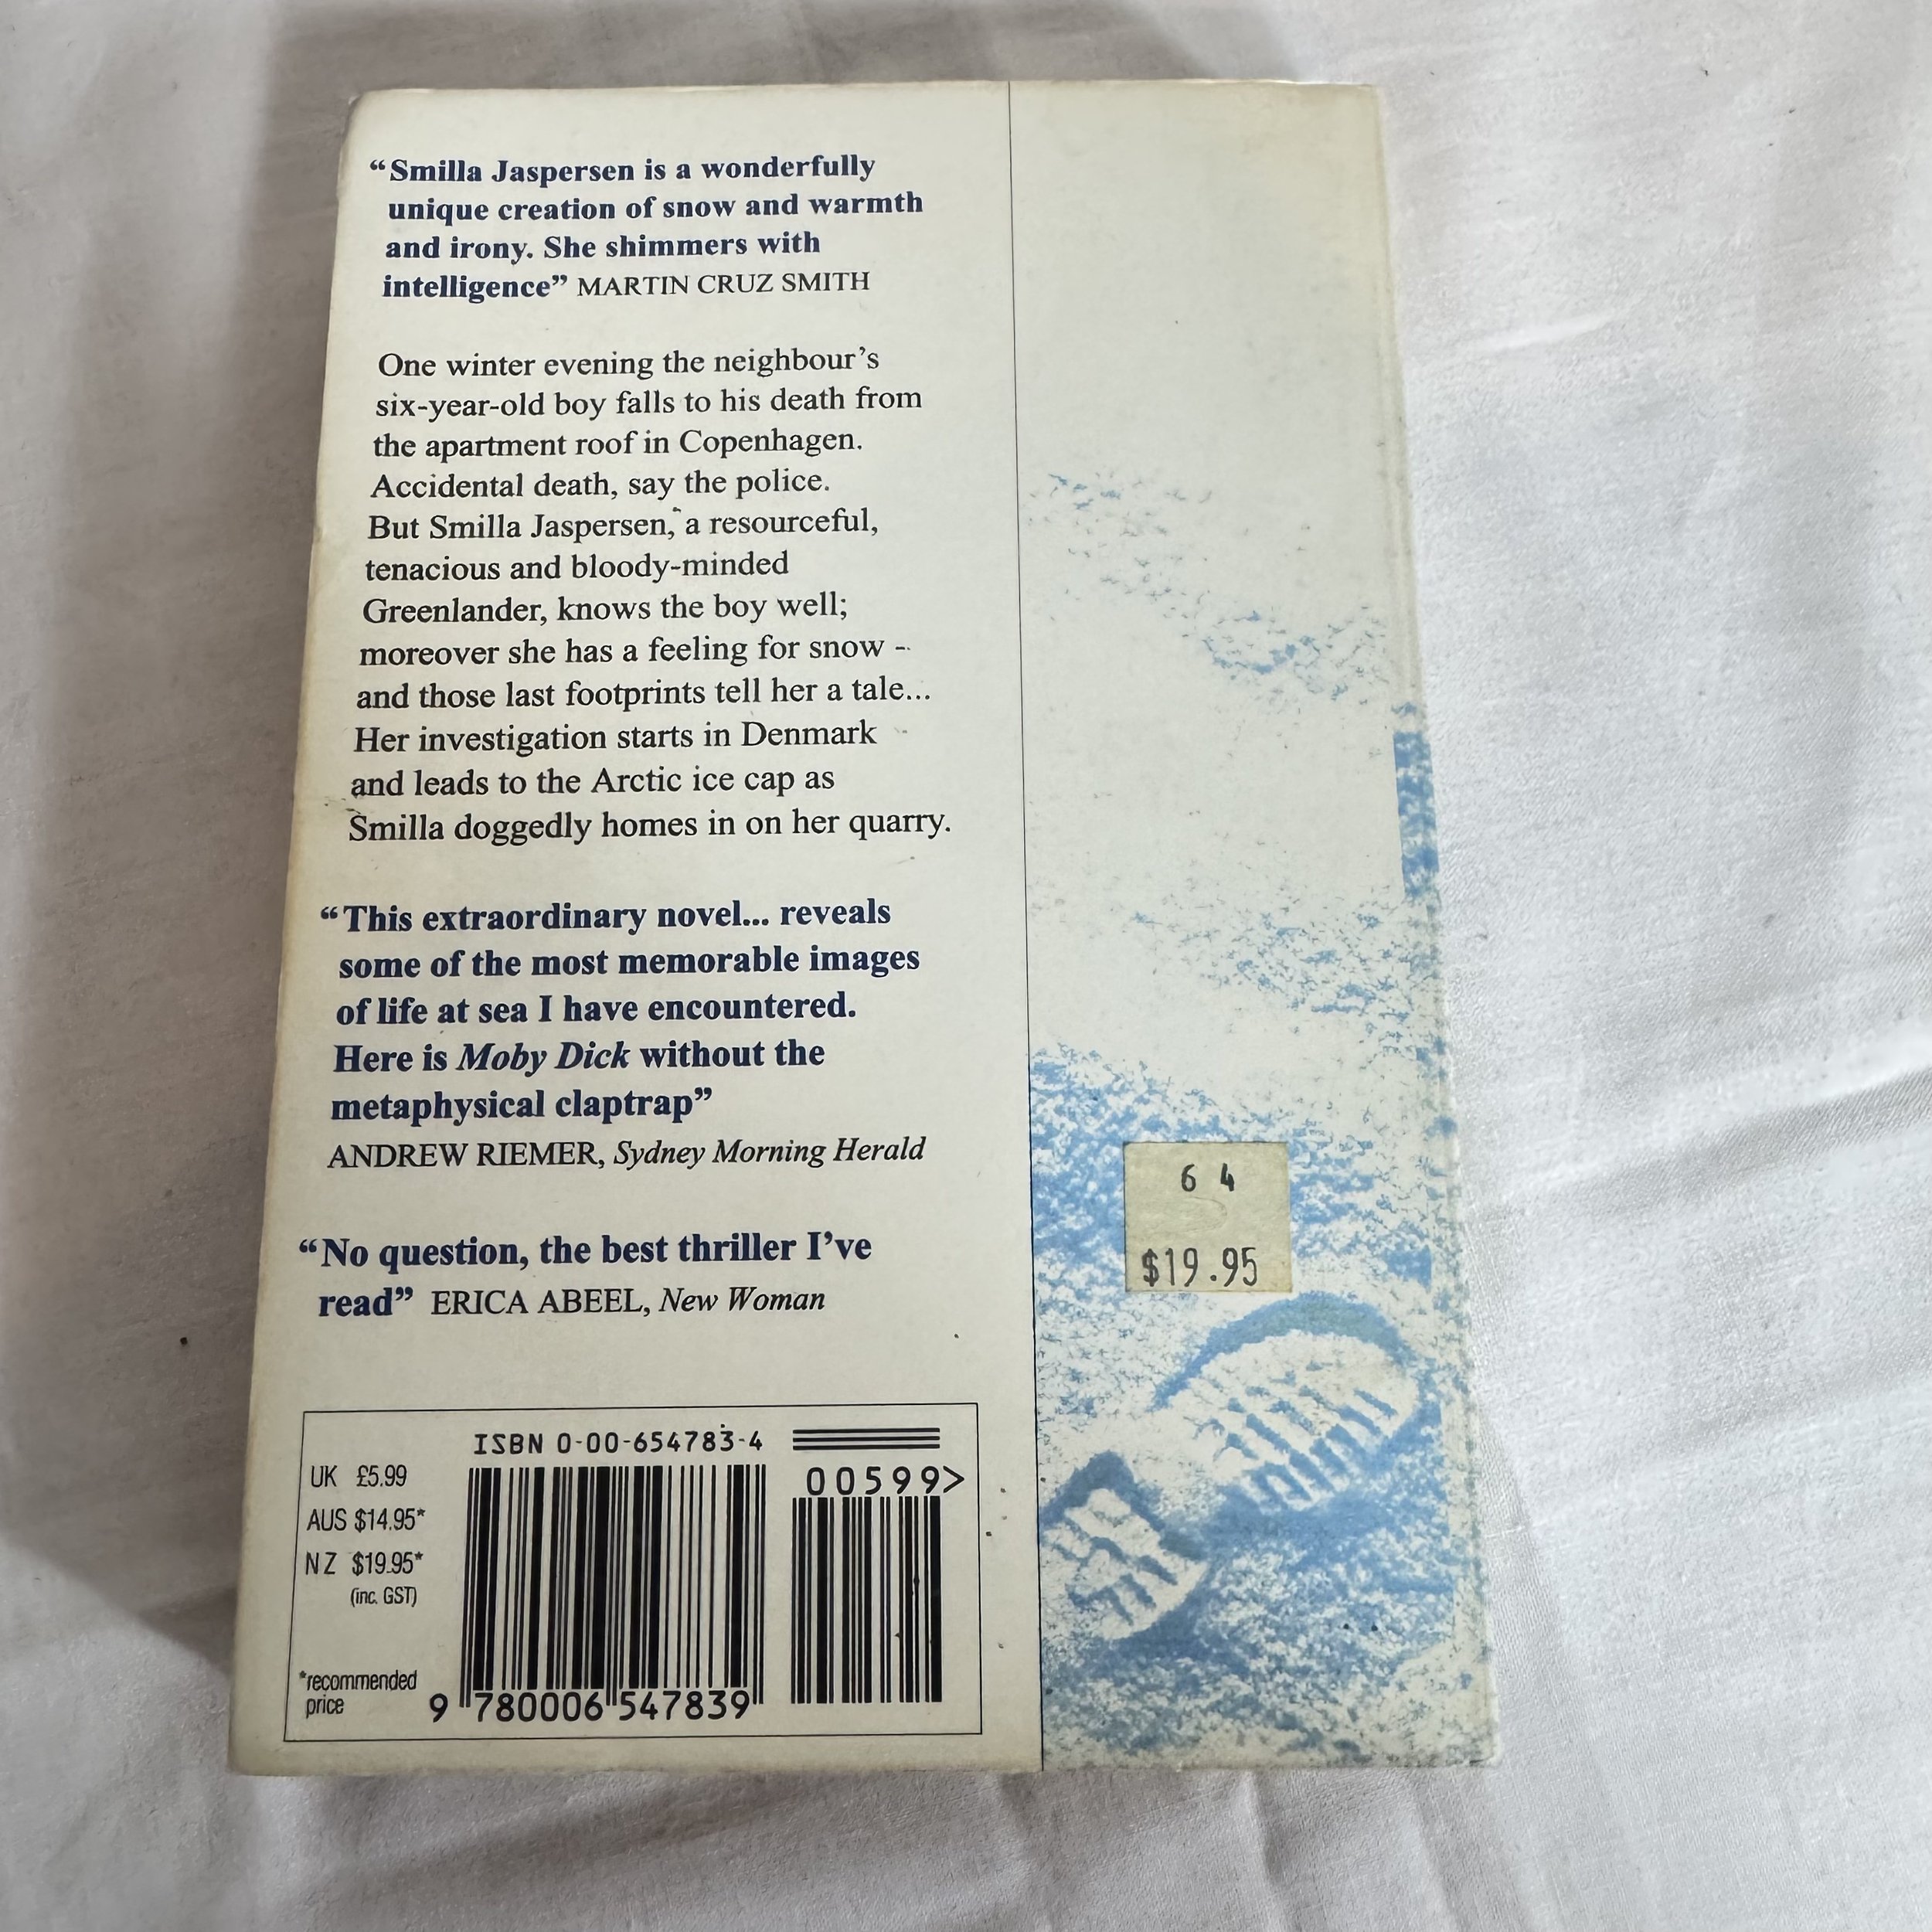 “Smilla Jaspersen is a wonderfully
unique creation of snow and warmth
and irony. She shimmers with
intelligence” MARTIN CRUZ SMITH
One winter evening the neighbour’s
six-year-old boy falls to his death from
the apartment roof in Copenhagen.
Accidental death, say the police.
But Smilla Jaspersen, a resourceful,
tenacious and bloody-minded
Greenlander, knows the boy well;
moreover she has a feeling for snow -
and those last footprints tell her a tale...
Her investigation starts in Denmark
and leads to the Arctic ice cap as
Smilla doggedly homes in on her quarry.
“This extraordinary novel... reveals
some of the most memorable images
of life at sea I have encountered.
Here is Moby Dick without the
metaphysical claptrap”
ANDREW RIEMER, Sydney Morning Herald
“No question, the best thriller I’ve
read” ERICA ABEEL, New Woman
ISBN 0-00-654783-4
UK £5.99
AUS $14.95*
NZ $19.95*
(inc. GST)
*recommended
price
9 780006 547839
00599>
6 4
$19.95